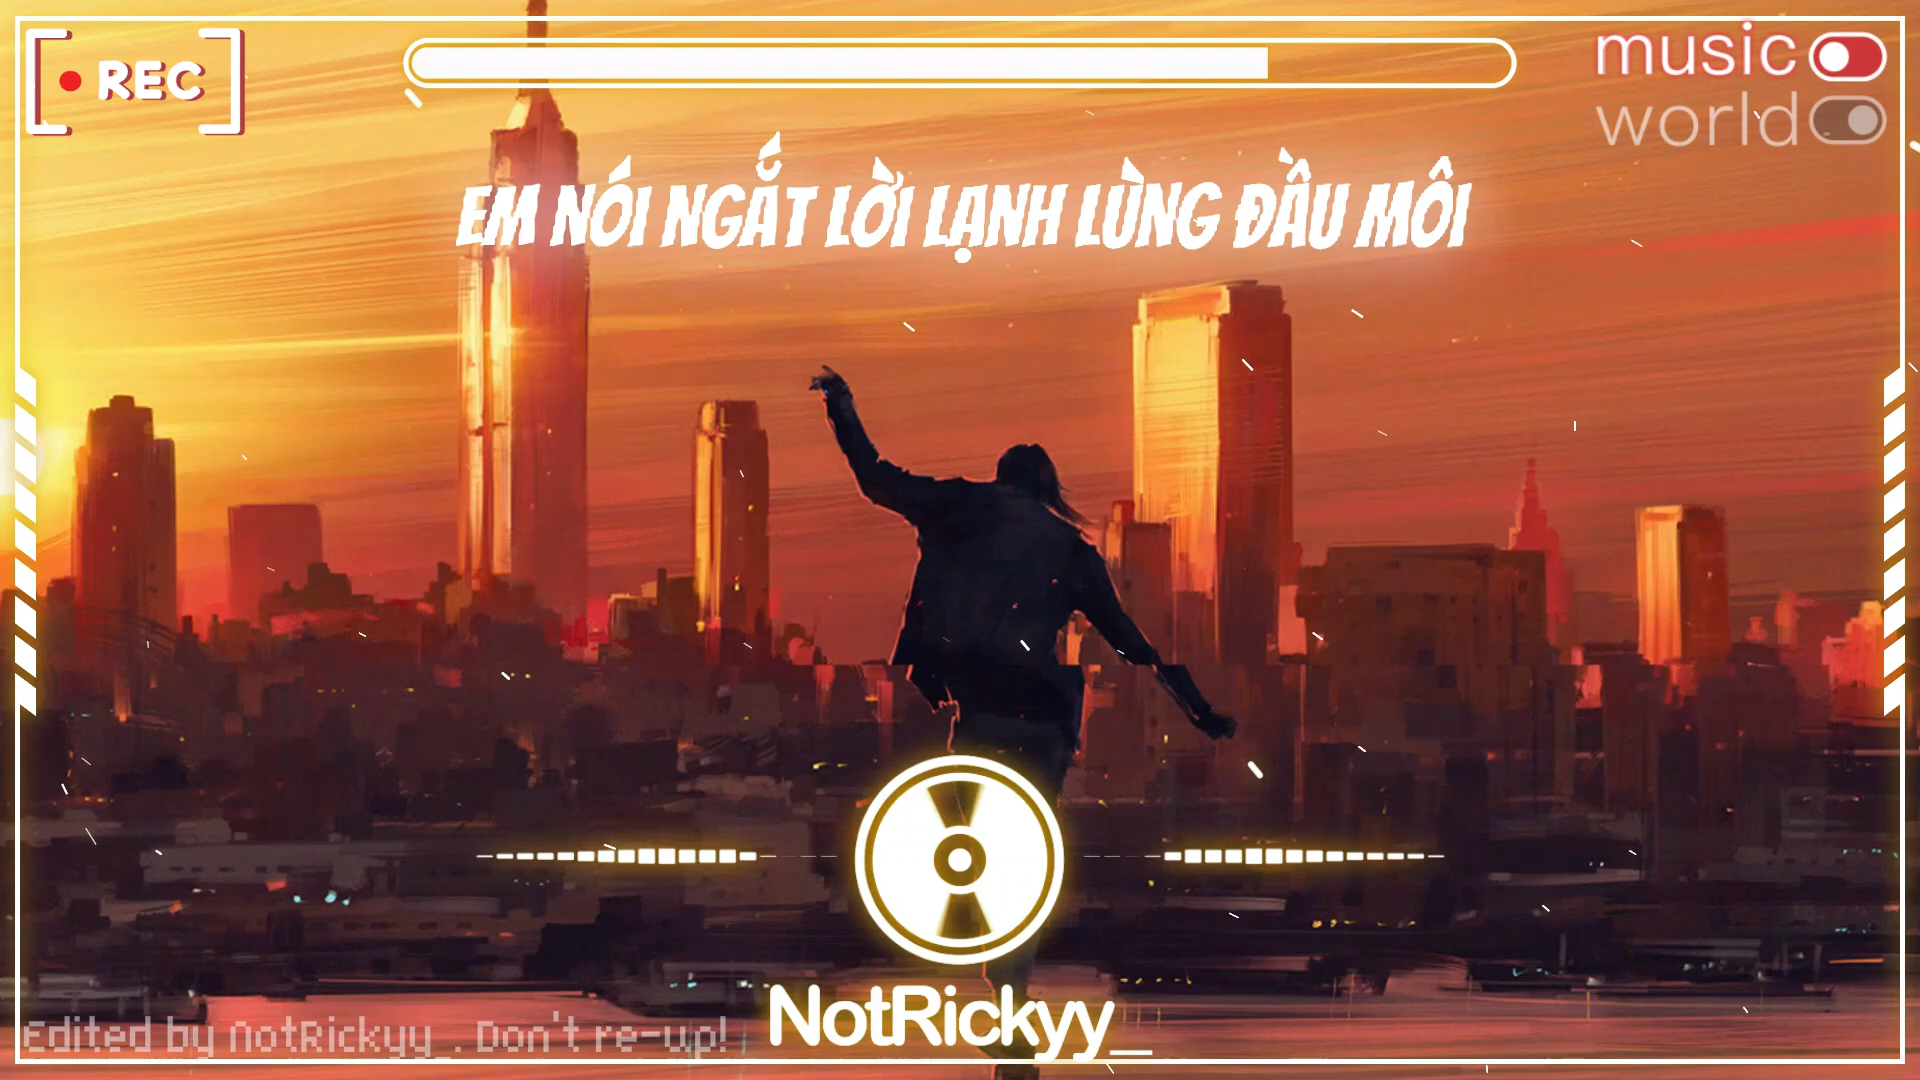 REC
music
world
EM NÓI NGẮT LỜI LẠNH LÙNG ĐẦU MÔI
NotRickyy_
Edited by NotRickyy_. Don't re-up!